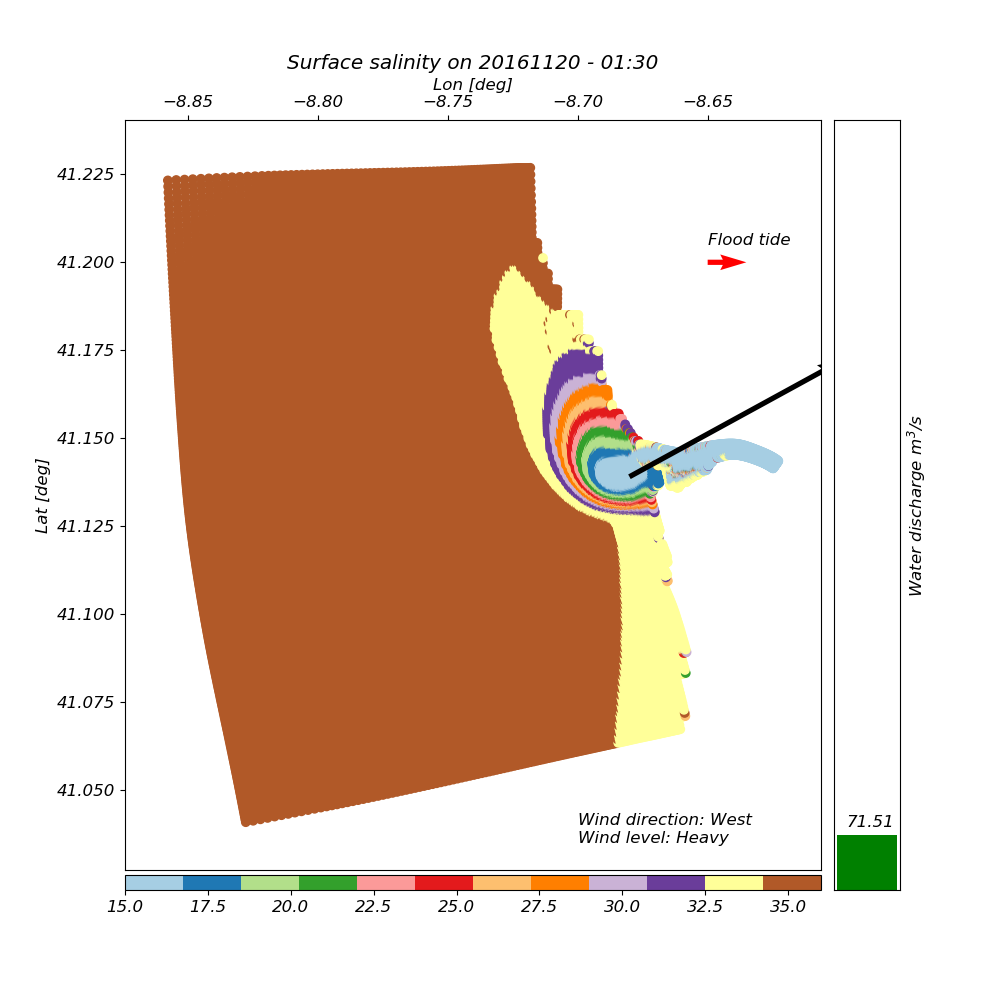 Surface salinity on 20161120 - 01:30
Lon [deg]
−8.85 −8.80 −8.75 −8.70 −8.65
41.225
41.200
41.175
41.150
41.125
41.100
41.075
41.050
Lat [deg]
Flood tide
Wind direction: West
Wind level: Heavy
15.0 17.5 20.0 22.5 25.0 27.5 30.0 32.5 35.0
71.51
Water discharge m³/s